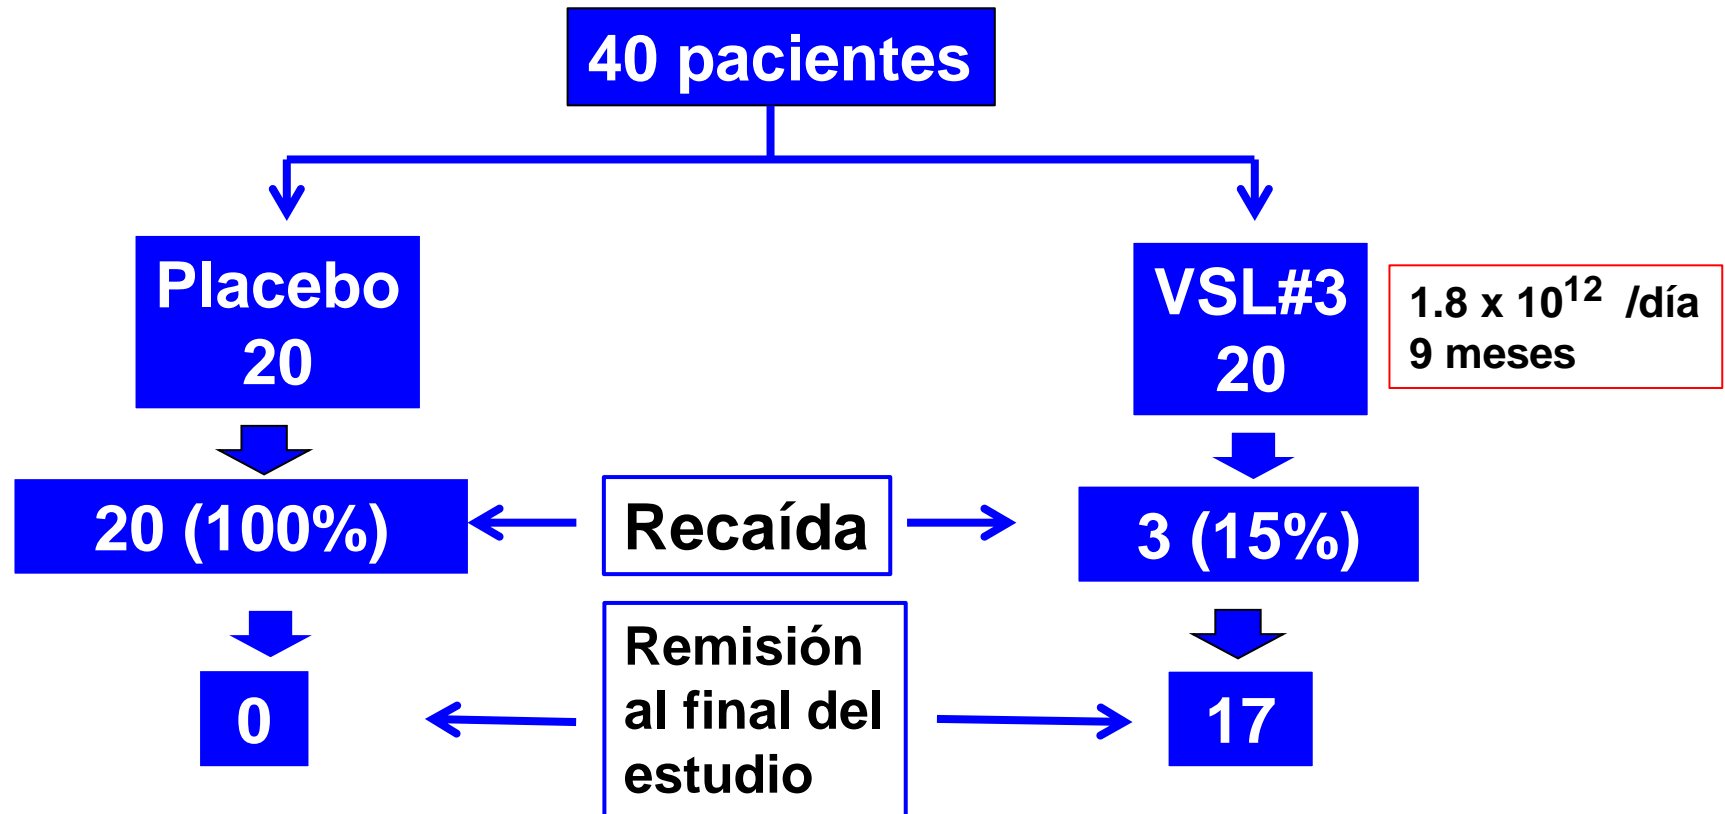 40 pacientes
Placebo
20
VSL#3
20
1.8 x 10¹² /día
9 meses
20 (100%)
Recaída
3 (15%)
0
Remisión
al final del
estudio
17